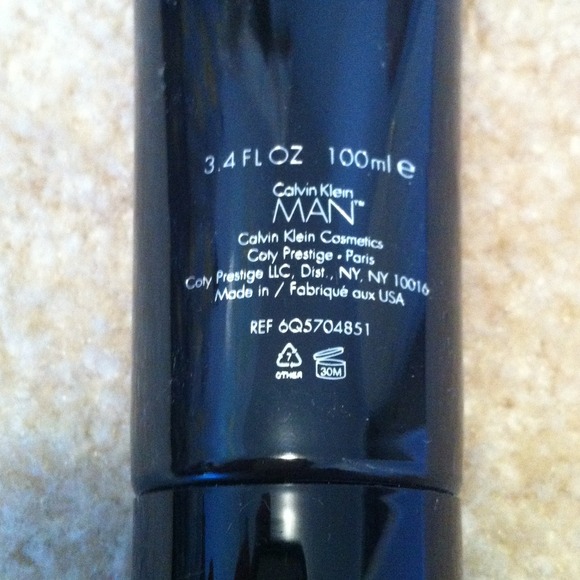 3.4 FL OZ 100ml e
Calvin Klein
MAN™
Calvin Klein Cosmetics
Coty Prestige • Paris
Coty Prestige LLC, Dist., NY, NY 10016
Made in / Fabriqué aux USA
REF 6Q5704851
7 30M
OTHER